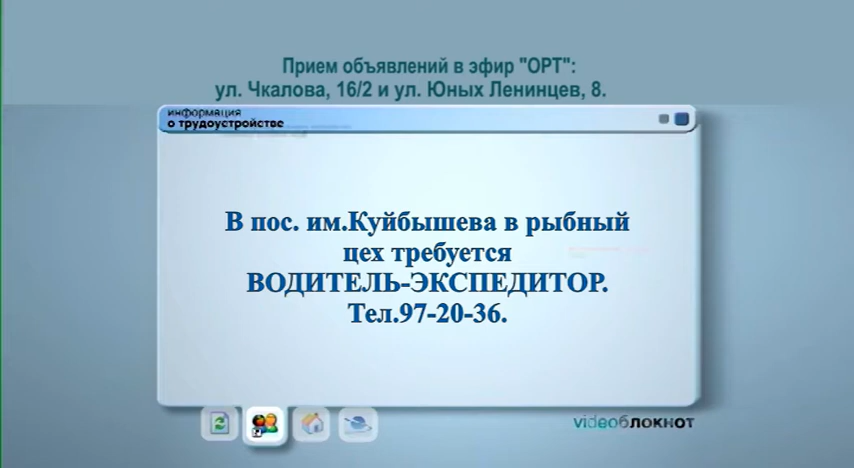 Прием объявлений в эфир "ОРТ":
ул. Чкалова, 16/2 и ул. Юных Ленинцев, 8.
информация
о трудоустройстве
В пос. им.Куйбышева в рыбный
цех требуется
ВОДИТЕЛЬ-ЭКСПЕДИТОР.
Тел.97-20-36.
videoблокнот